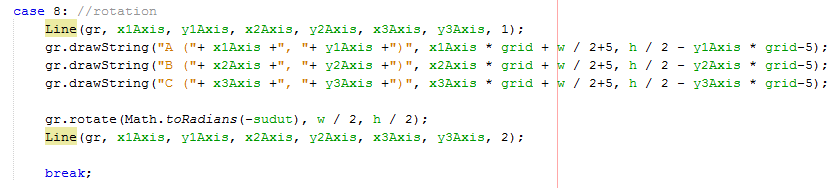 case 8: //rotation
Line(gr, x1Axis, y1Axis, x2Axis, y2Axis, x3Axis, y3Axis, 1);
gr.drawString("A ("+ x1Axis +", "+ y1Axis +")", x1Axis * grid + w / 2+5, h / 2 - y1Axis * grid-5);
gr.drawString("B ("+ x2Axis +", "+ y2Axis +")", x2Axis * grid + w / 2+5, h / 2 - y2Axis * grid-5);
gr.drawString("C ("+ x3Axis +", "+ y3Axis +")", x3Axis * grid + w / 2+5, h / 2 - y3Axis * grid-5);
gr.rotate(Math.toRadians(-sudut), w / 2, h / 2);
Line(gr, x1Axis, y1Axis, x2Axis, y2Axis, x3Axis, y3Axis, 2);
break;